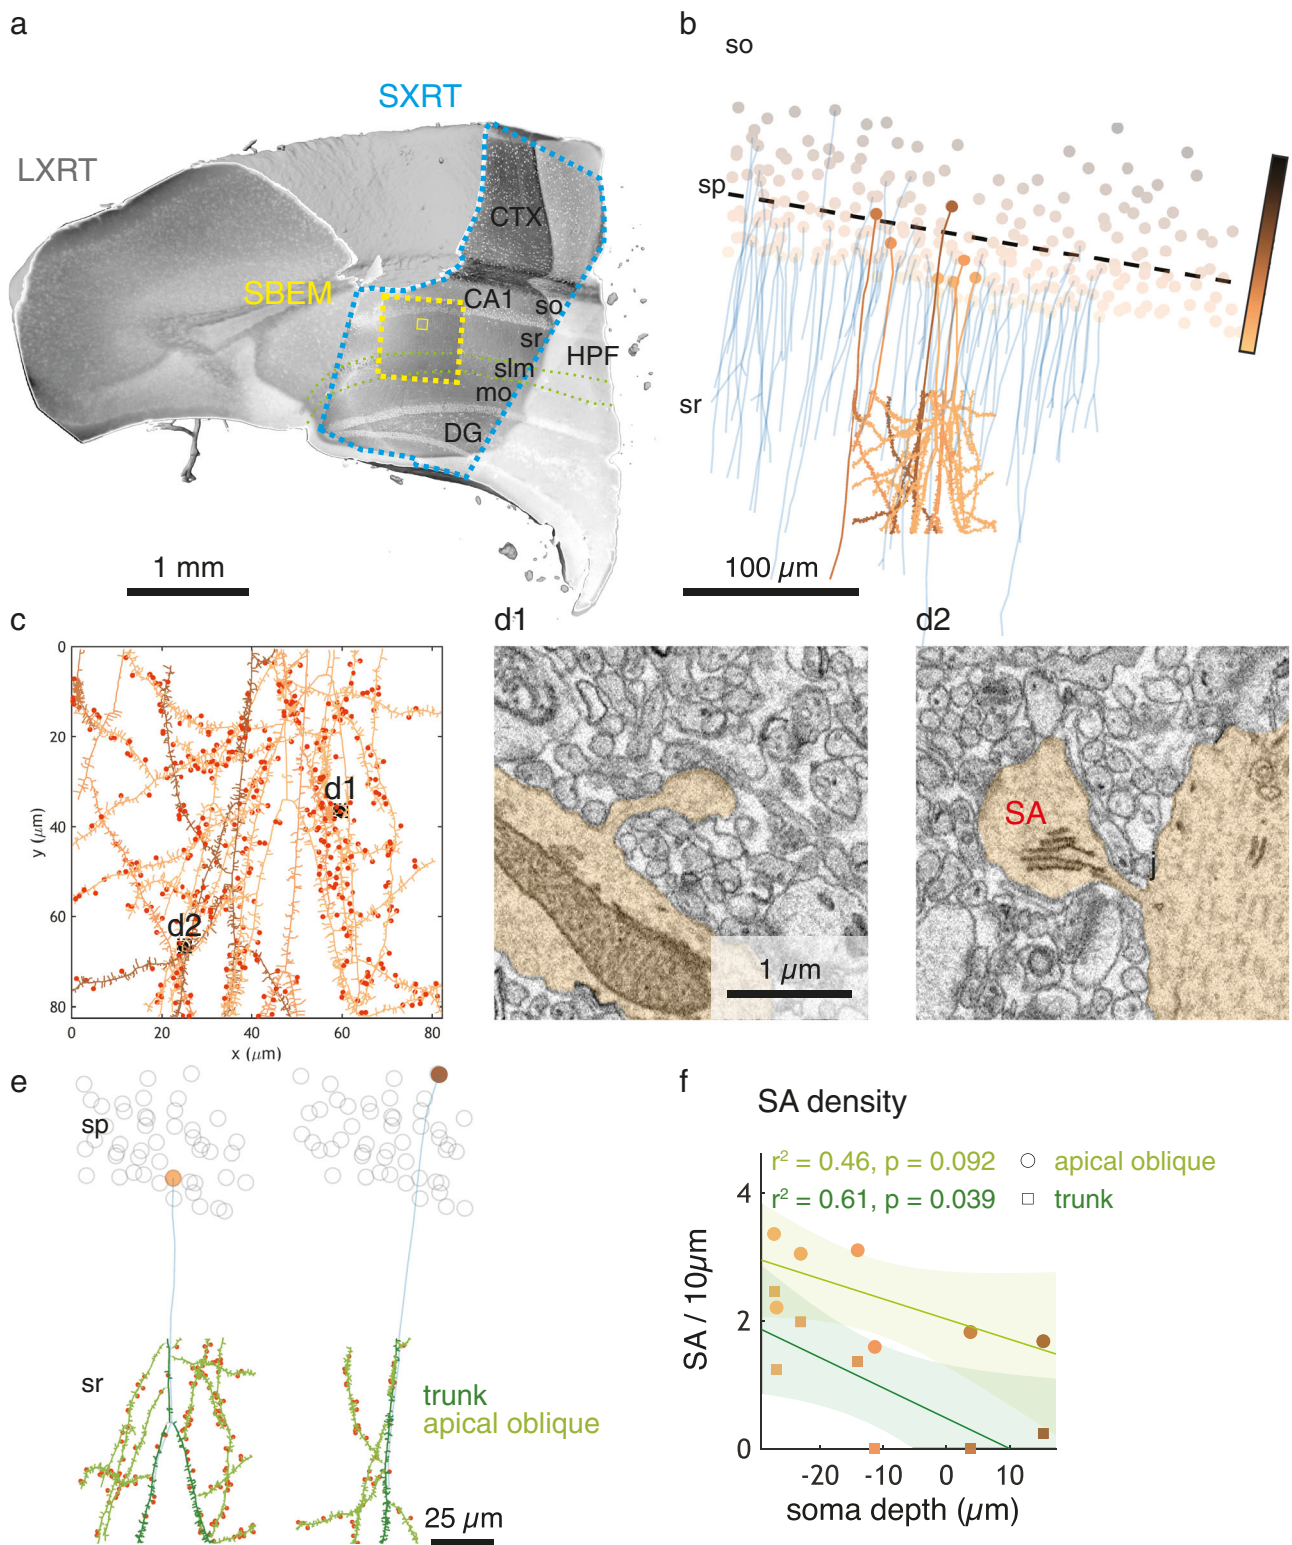 a
SXRT
LXRT
CTX
SBEM
CA1
so
sr
HPF
slm
mo
DG
1 mm
b
so
sp
sr
100 µm
c
0
20
40
60
80
y (µm)
d1
d2
0 20 40 60 80
x (µm)
d1
1 µm
d2
SA
j
e
sp
sr
trunk
apical oblique
25 µm
f
SA density
r² = 0.46, p = 0.092 apical oblique
r² = 0.61, p = 0.039 trunk
4
2
0
SA / 10µm
-20 -10 0 10
soma depth (µm)